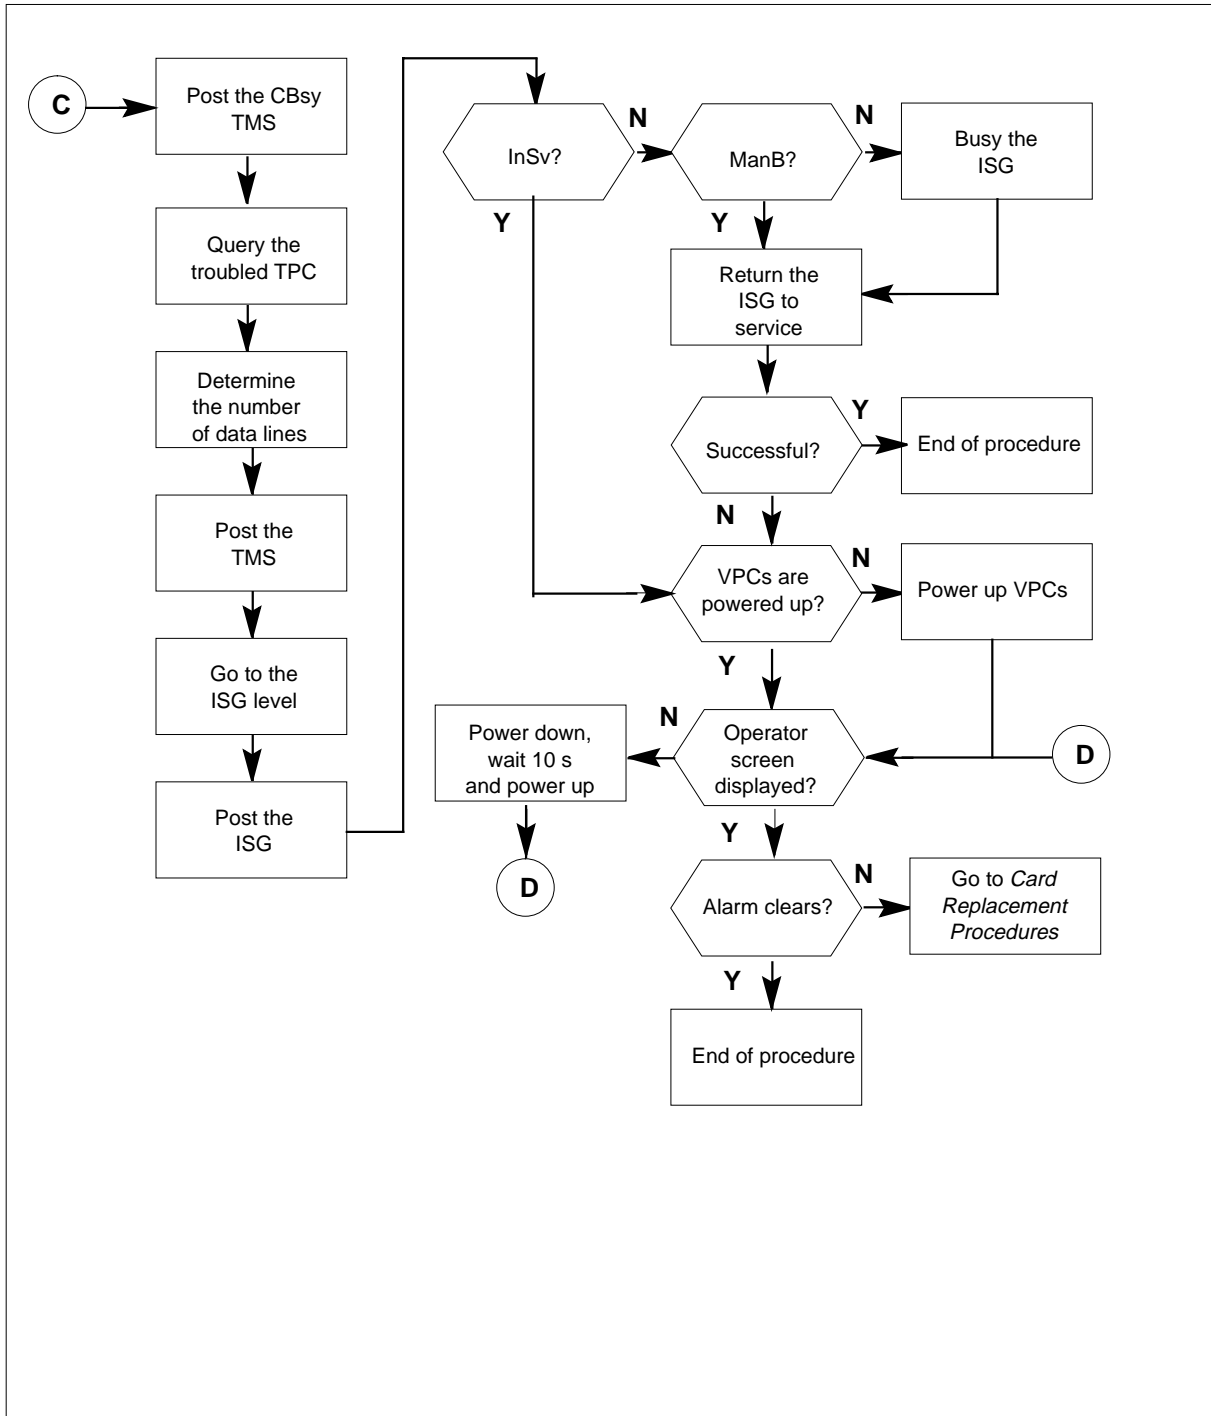 C
Post the CBsy
TMS
Query the
troubled TPC
Determine
the number
of data lines
Post the
TMS
Go to the
ISG level
Post the
ISG
InSv?
N
Y
ManB?
N
Y
Busy the
ISG
Return the
ISG to
service
Successful?
Y
N
End of procedure
VPCs are
powered up?
N
Y
Power up VPCs
Operator
screen
displayed?
N
Y
D
Power down,
wait 10 s
and power up
D
Alarm clears?
N
Y
Go to Card
Replacement
Procedures
End of procedure